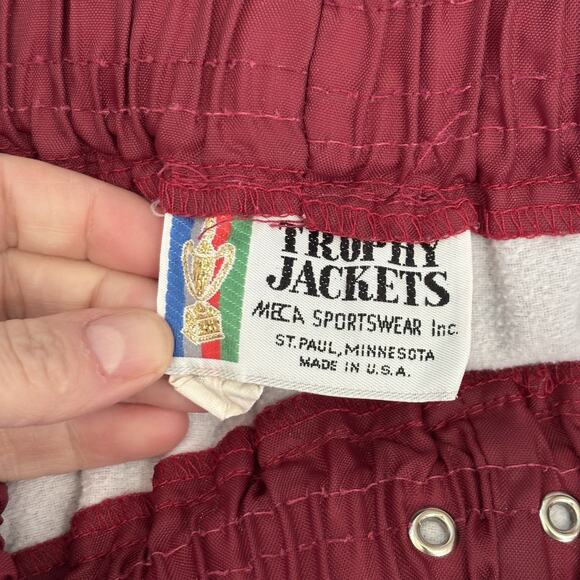 TROPHY
JACKETS
MECA SPORTSWEAR Inc.
ST. PAUL, MINNESOTA
MADE IN U.S.A.